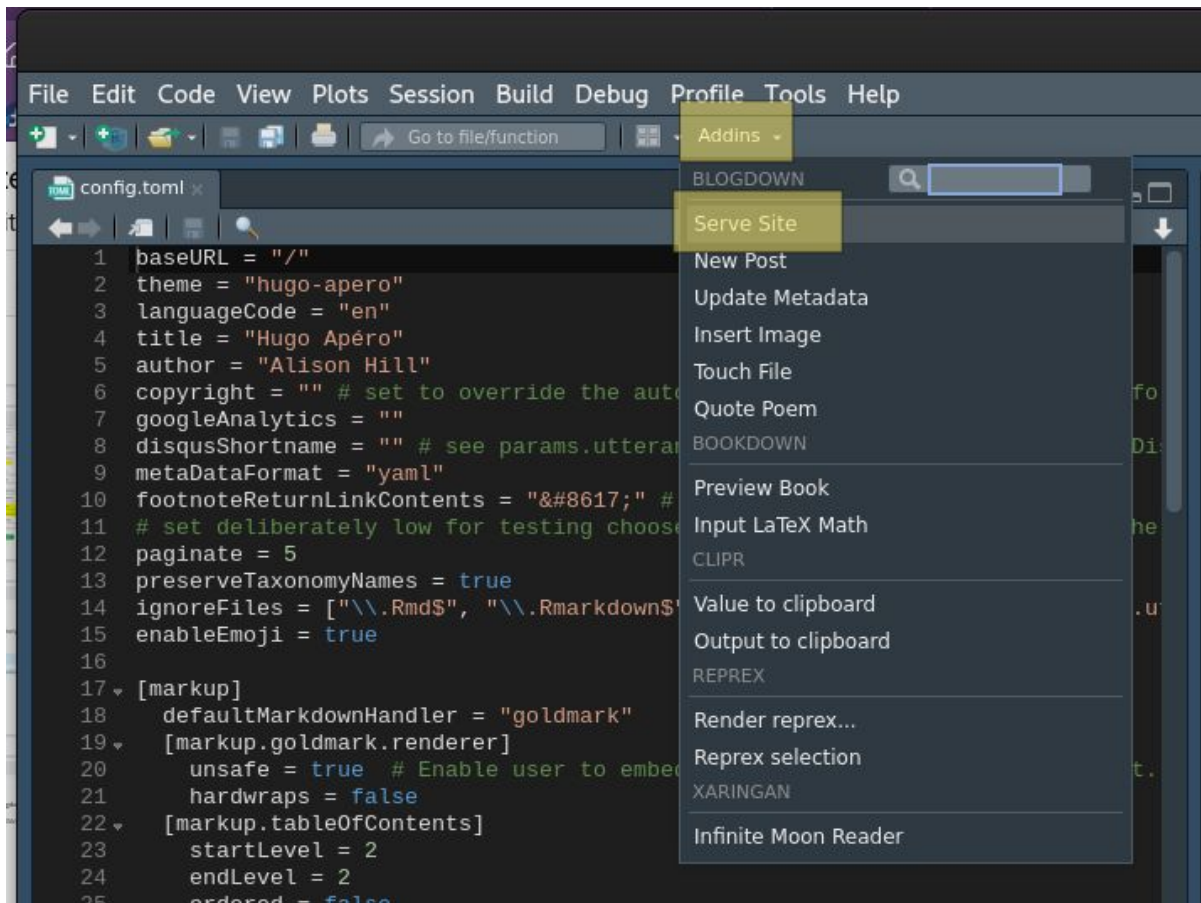 File Edit Code View Plots Session Build Debug Profile Tools Help
Go to file/function
Addins
config.toml
1 baseURL = "/"
2 theme = "hugo-apero"
3 languageCode = "en"
4 title = "Hugo Apéro"
5 author = "Alison Hill"
6 copyright = "" # set to override the
7 googleAnalytics = ""
8 disqusShortname = "" # see
9 metaDataFormat = "yaml"
10 footnoteReturnLinkContents = "&#8617;" #
11 # set deliberately low for testing
12 paginate = 5
13 preserveTaxonomyNames = true
14 ignoreFiles = ["\\.Rmd$", "\\.Rmarkdown$"
15 enableEmoji = true
16
17 [markup]
18 defaultMarkdownHandler = "goldmark"
19 [markup.goldmark.renderer]
20 unsafe = true # Enable user to
21 hardwraps = false
22 [markup.tableOfContents]
23 startLevel = 2
24 endLevel = 2
25 ordered = false
BLOGDOWN
Serve Site
New Post
Update Metadata
Insert Image
Touch File
Quote Poem
BOOKDOWN
Preview Book
Input LaTeX Math
CLIPR
Value to clipboard
Output to clipboard
REPREX
Render reprex...
Reprex selection
XARINGAN
Infinite Moon Reader